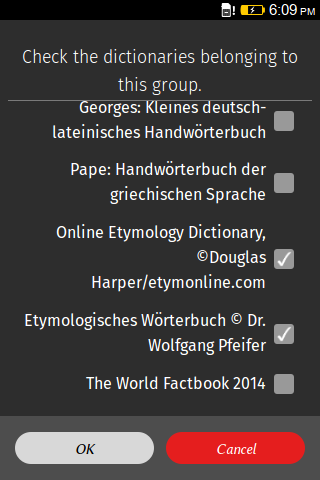 6:09 PM
Check the dictionaries belonging to
this group.
Georges: Kleines deutsch-
lateinisches Handwörterbuch
Pape: Handwörterbuch der
griechischen Sprache
Online Etymology Dictionary,
©Douglas
Harper/etymonline.com
Etymologisches Wörterbuch © Dr.
Wolfgang Pfeifer
The World Factbook 2014
OK
Cancel